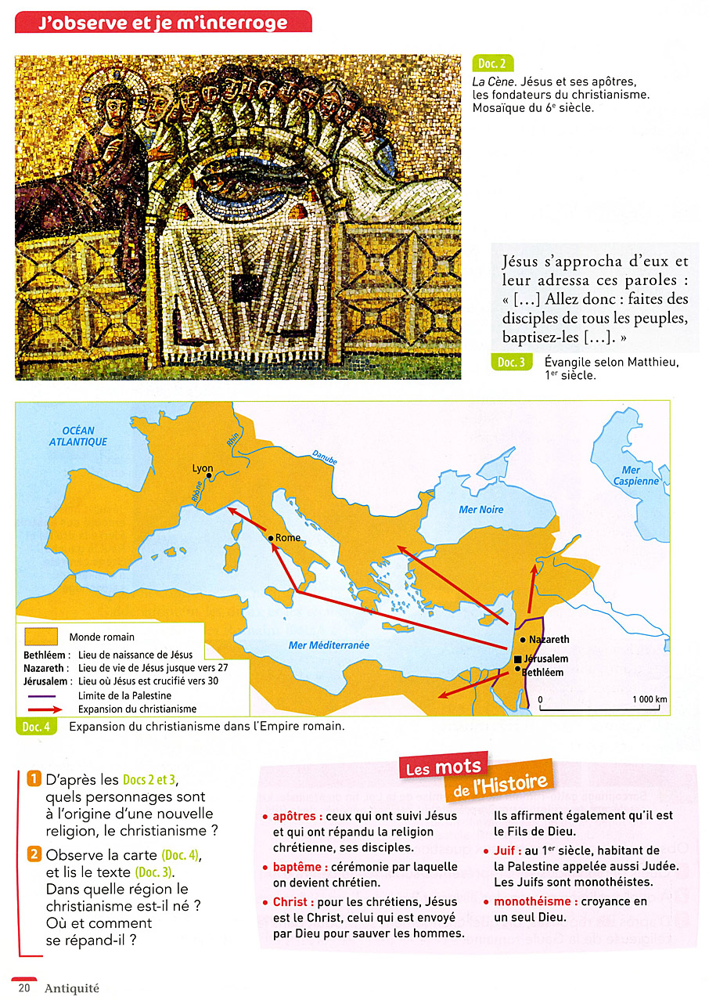 J'observe et je m'interroge
Doc. 2
La Cène. Jésus et ses apôtres,
les fondateurs du christianisme.
Mosaïque du 6e siècle.
Jésus s'approcha d'eux et
leur adressa ces paroles :
« […] Allez donc : faites des
disciples de tous les peuples,
baptisez-les […]. »
Doc. 3
Évangile selon Matthieu,
1er siècle.
OCÉAN
ATLANTIQUE
Rhin
Danube
Lyon
Rhône
Mer
Caspienne
Mer Noire
Rome
Mer Méditerranée
Nazareth
Jérusalem
Bethléem
0
1 000 km
Monde romain
Bethléem : Lieu de naissance de Jésus
Nazareth : Lieu de vie de Jésus jusque vers 27
Jérusalem : Lieu où Jésus est crucifié vers 30
Limite de la Palestine
Expansion du christianisme
Doc. 4
Expansion du christianisme dans l'Empire romain.
1 D'après les Docs 2 et 3,
quels personnages sont
à l'origine d'une nouvelle
religion, le christianisme ?
2 Observe la carte (Doc. 4),
et lis le texte (Doc. 3).
Dans quelle région le
christianisme est-il né ?
Où et comment
se répand-il ?
Les mots
de l'Histoire
• apôtres : ceux qui ont suivi Jésus
et qui ont répandu la religion
chrétienne, ses disciples.
• baptême : cérémonie par laquelle
on devient chrétien.
• Christ : pour les chrétiens, Jésus
est le Christ, celui qui est envoyé
par Dieu pour sauver les hommes.
Ils affirment également qu'il est
le Fils de Dieu.
• Juif : au 1er siècle, habitant de
la Palestine appelée aussi Judée.
Les Juifs sont monothéistes.
• monothéisme : croyance en
un seul Dieu.
20 Antiquité